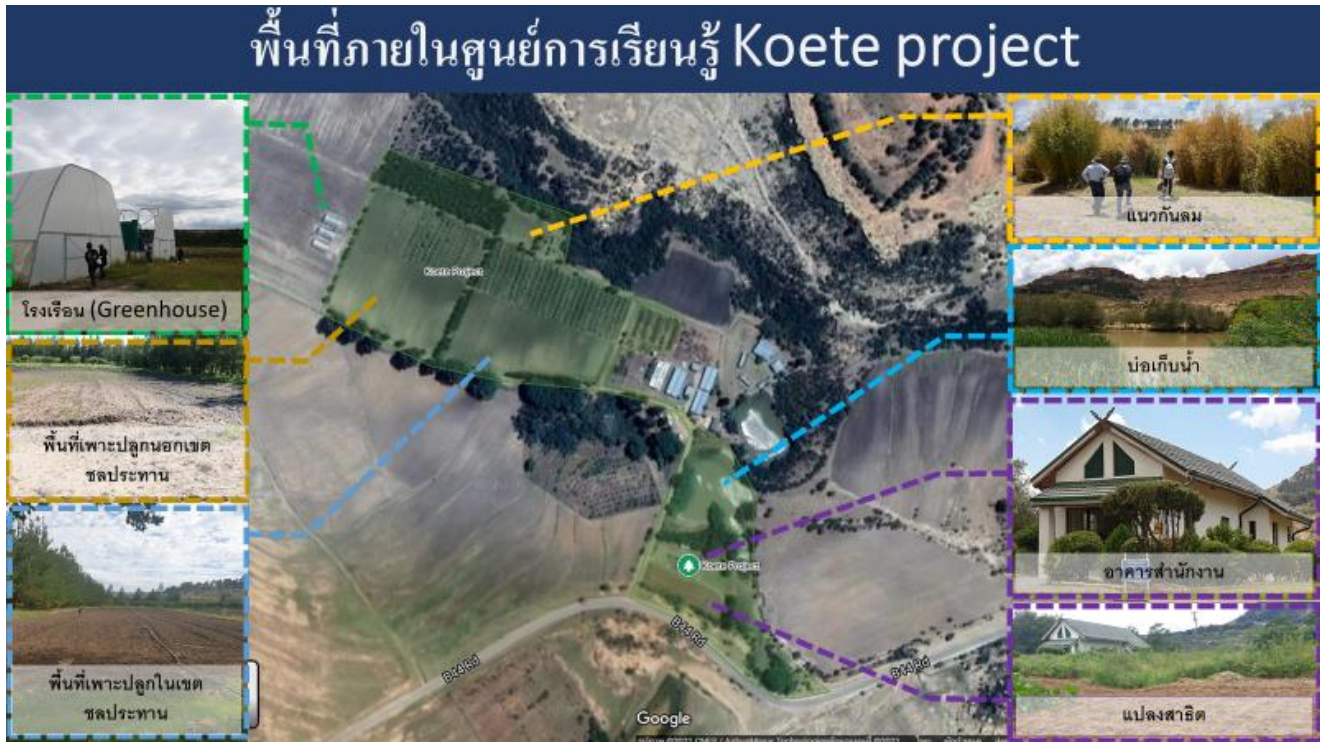 พื้นที่ภายในศูนย์การเรียนรู้ Koete project
โรงเรือน (Greenhouse)
พื้นที่เพาะปลูกนอกเขต
ชลประทาน
พื้นที่เพาะปลูกในเขต
ชลประทาน
Koete Project
Koete Project
B44 Rd
B44 Rd
B44 Rd
Google
แนวกันลม
บ่อเก็บน้ำ
อาคารสำนักงาน
แปลงสาธิต